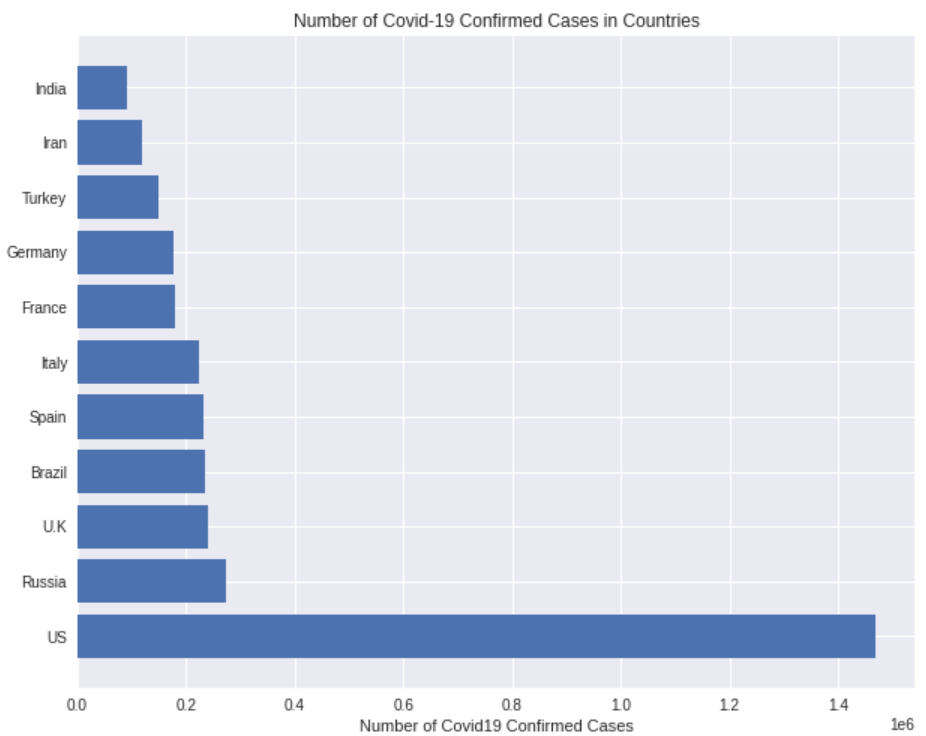 Number of Covid-19 Confirmed Cases in Countries
India
Iran
Turkey
Germany
France
Italy
Spain
Brazil
U.K
Russia
US
0.0 0.2 0.4 0.6 0.8 1.0 1.2 1.4
Number of Covid19 Confirmed Cases 1e6